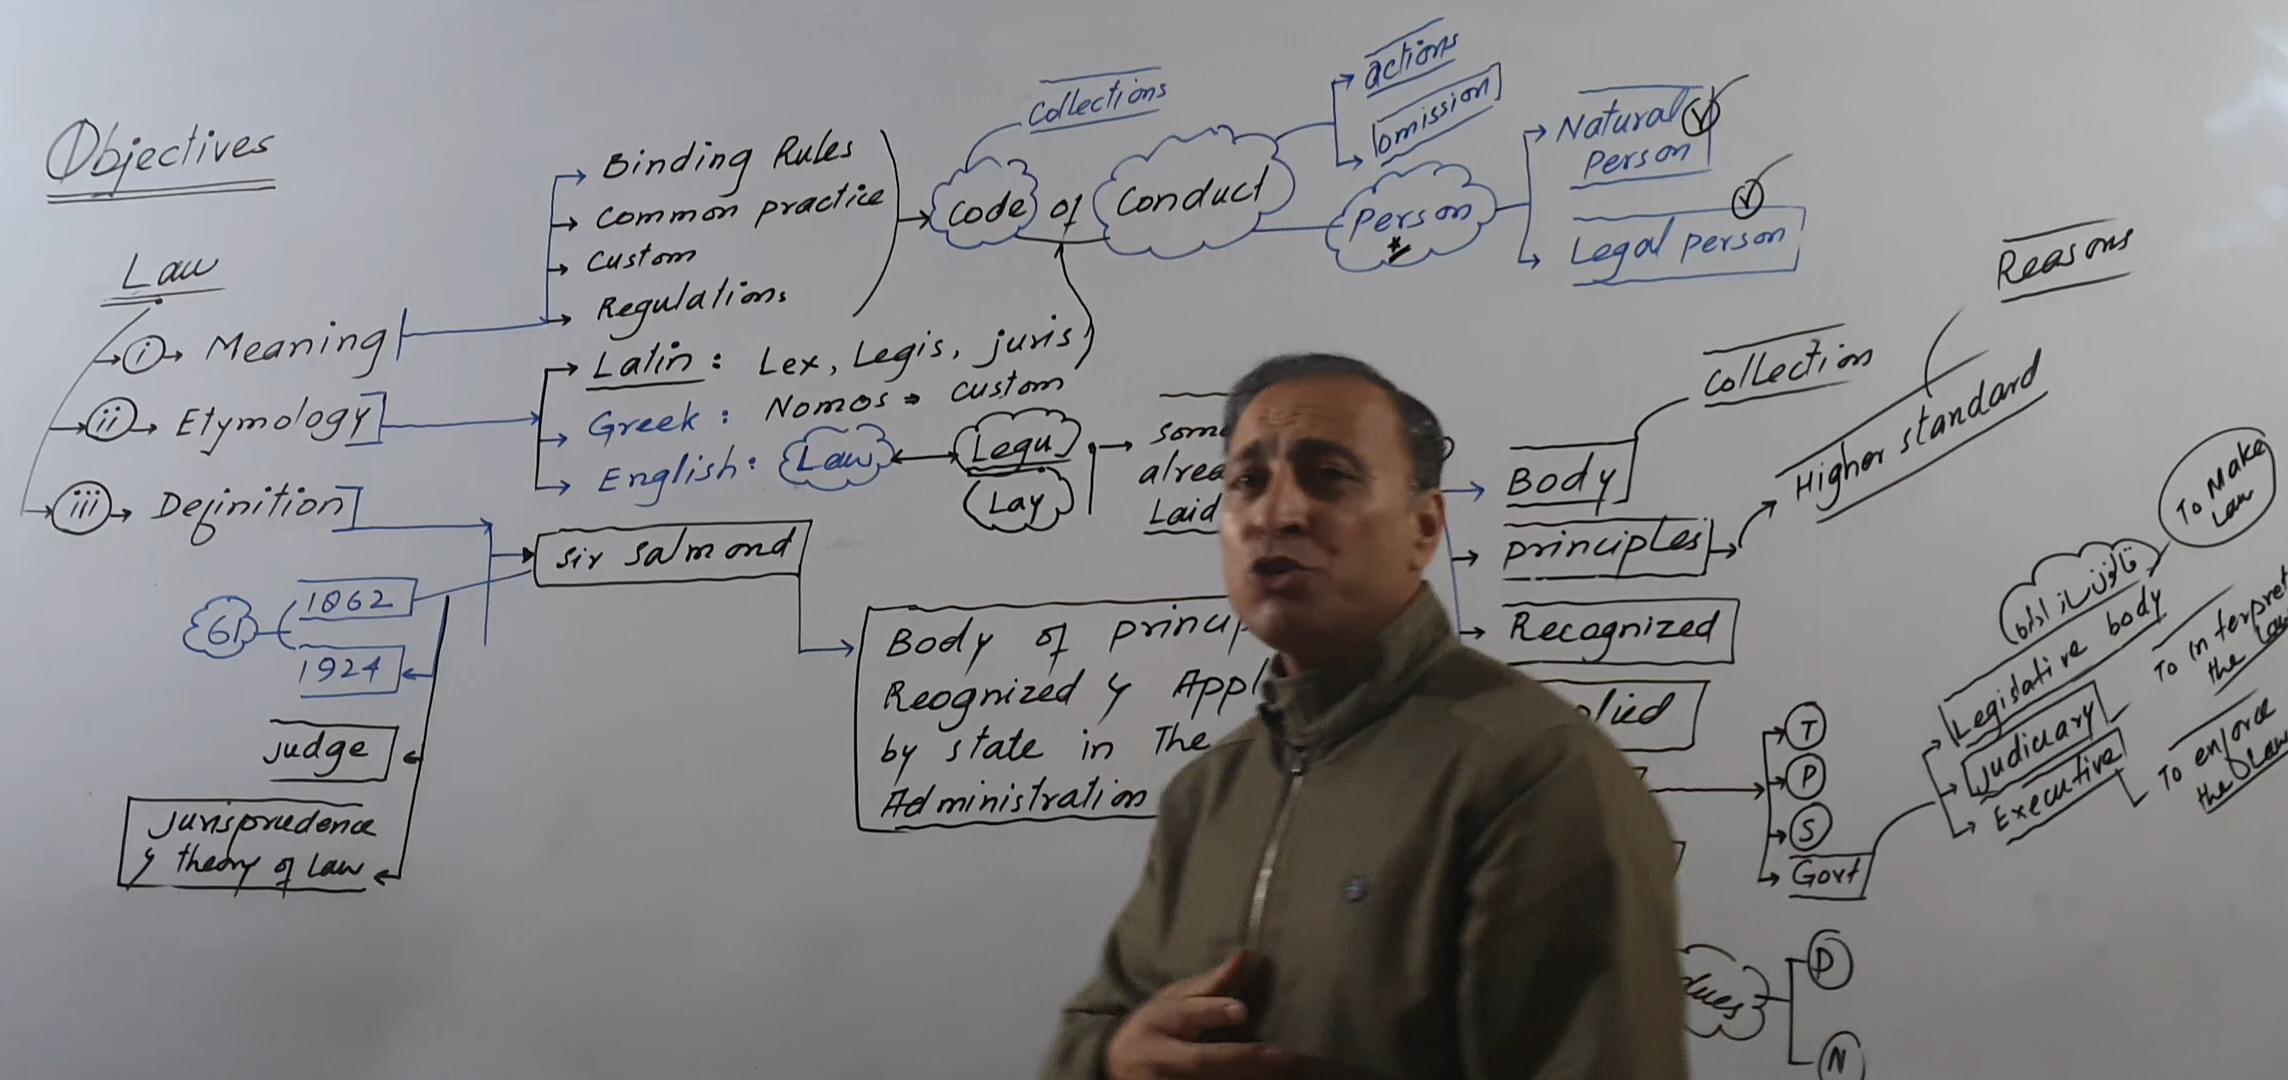 Objectives
Law
i → Meaning
ii → Etymology
iii → Definition
Binding Rules
Common practice
Custom
Regulations
Collections
Code of Conduct
actions
omission
Person
Natural Person
Legal person
Latin: Lex, Legis, juris
Greek: Nomos → custom
English: Law
Legu
Lay
already
Laid
Sir Salmond
1862
1924
61
judge
jurisprudence
& theory of Law
Body of
Reognized &
by state in The
Administration
Collection
Body
principles
Higher standard
Reasons
Recognized
T
P
S
Govt
Legislative body
قانون ساز ادارہ
To Make Law
Judiciary
To interpret the Law
Executive
To enforce the Law
D
N